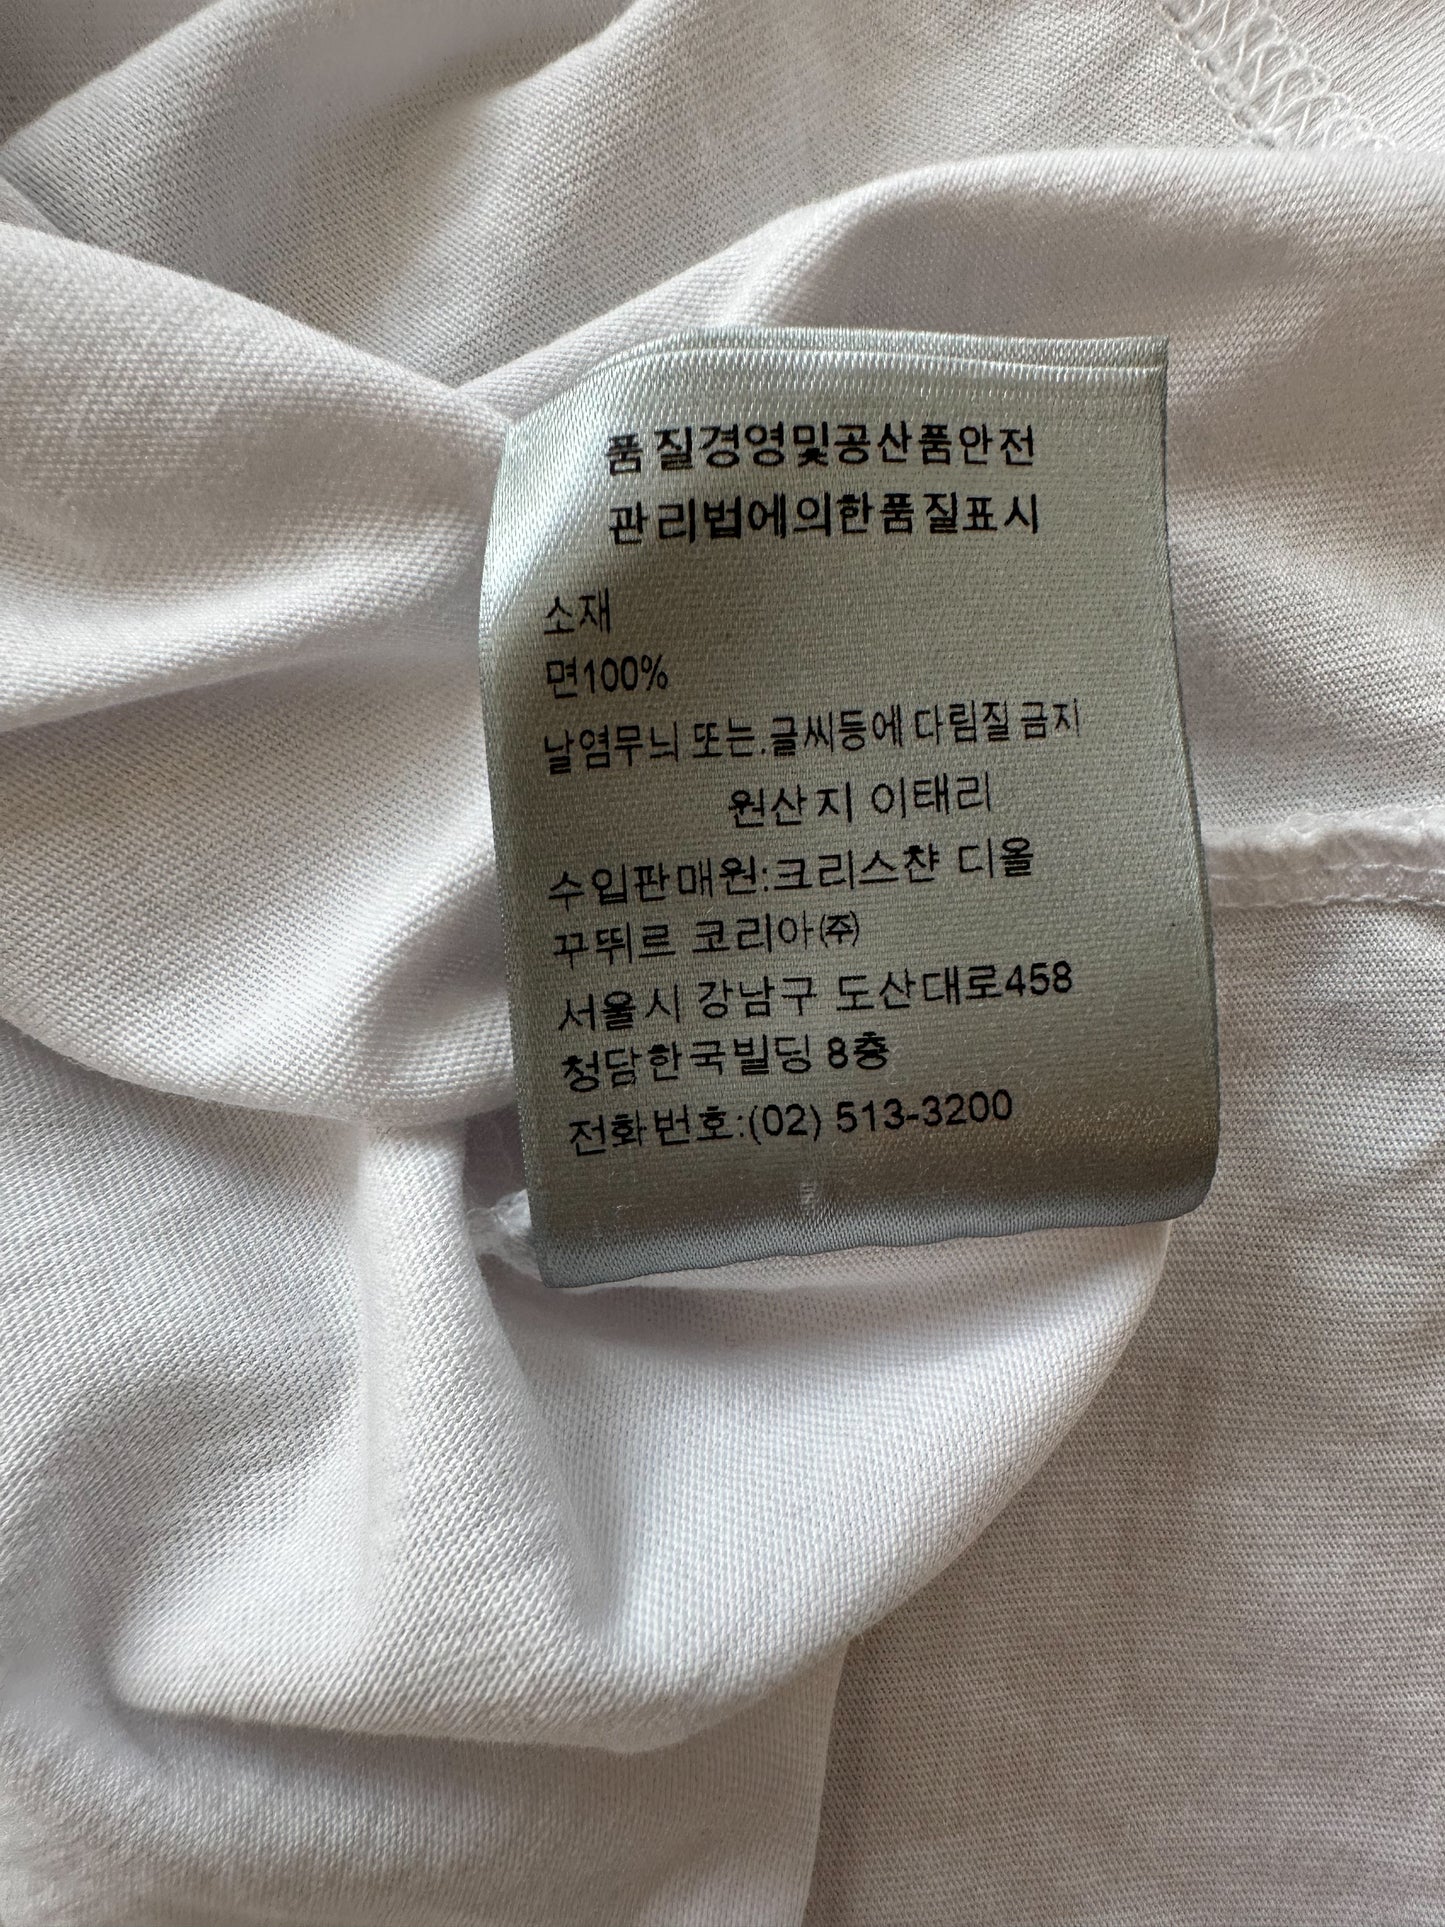 품질경영및공산품안전
관리법에의한품질표시
소재
면100%
날염무늬 또는.글씨등에 다림질 금지
원산지 이태리
수입판매원:크리스챤 디올
꾸뛰르 코리아㈜
서울시 강남구 도산대로458
청담한국빌딩 8층
전화번호:(02) 513-3200